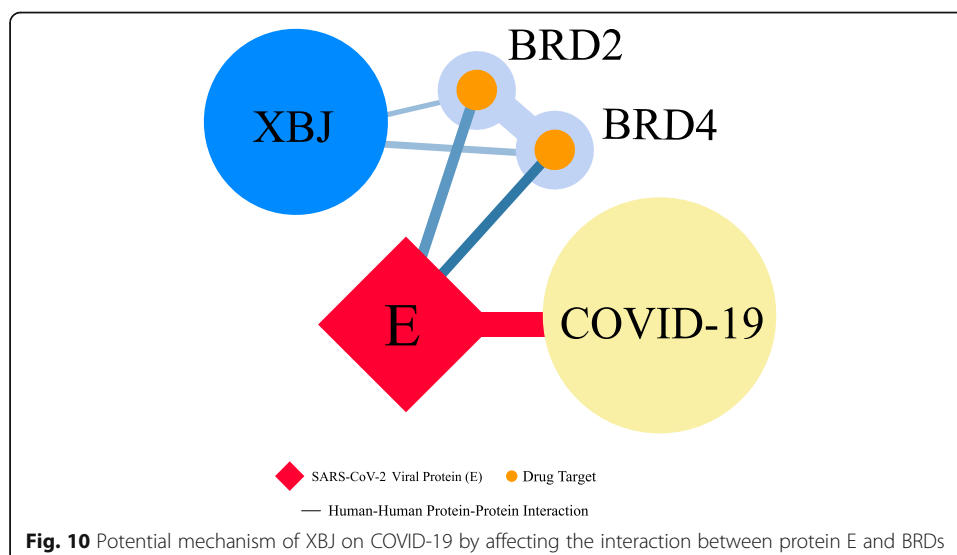 BRD2
XBJ
BRD4
E
COVID-19
SARS-CoV-2 Viral Protein (E)
Drug Target
Human-Human Protein-Protein Interaction
Fig. 10 Potential mechanism of XBJ on COVID-19 by affecting the interaction between protein E and BRDs